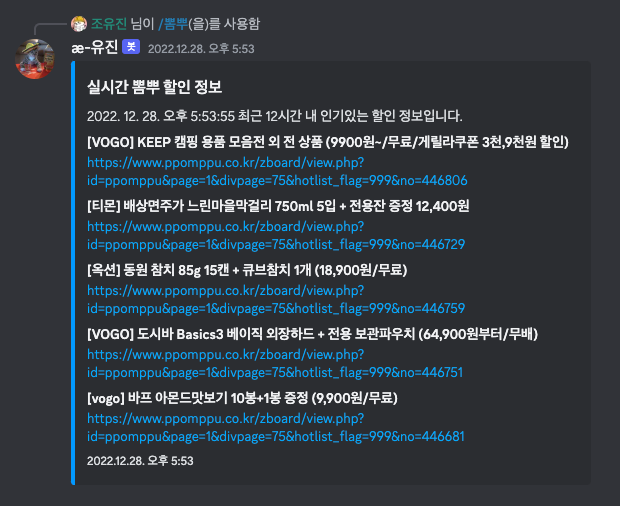 조유진 님이 /뽐뿌(을)를 사용함
æ-유진 봇 2022.12.28. 오후 5:53
실시간 뽐뿌 할인 정보
2022. 12. 28. 오후 5:53:55 최근 12시간 내 인기있는 할인 정보입니다.
[VOGO] KEEP 캠핑 용품 모음전 외 전 상품 (9900원~/무료/게릴라쿠폰 3천,9천원 할인)
https://www.ppomppu.co.kr/zboard/view.php?
id=ppomppu&page=1&divpage=75&hotlist_flag=999&no=446806
[티몬] 배상면주가 느린마을막걸리 750ml 5입 + 전용잔 증정 12,400원
https://www.ppomppu.co.kr/zboard/view.php?
id=ppomppu&page=1&divpage=75&hotlist_flag=999&no=446729
[옥션] 동원 참치 85g 15캔 + 큐브참치 1개 (18,900원/무료)
https://www.ppomppu.co.kr/zboard/view.php?
id=ppomppu&page=1&divpage=75&hotlist_flag=999&no=446759
[VOGO] 도시바 Basics3 베이직 외장하드 + 전용 보관파우치 (64,900원부터/무배)
https://www.ppomppu.co.kr/zboard/view.php?
id=ppomppu&page=1&divpage=75&hotlist_flag=999&no=446751
[vogo] 바프 아몬드맛보기 10봉+1봉 증정 (9,900원/무료)
https://www.ppomppu.co.kr/zboard/view.php?
id=ppomppu&page=1&divpage=75&hotlist_flag=999&no=446681
2022.12.28. 오후 5:53